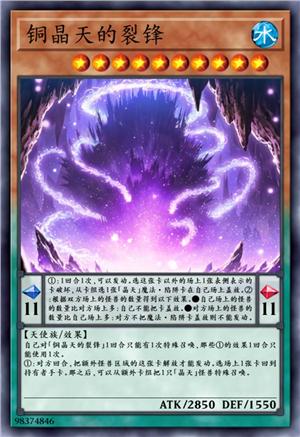 铜晶天的裂锋
水
①:1回合1次,可以发动。选这张卡以外的场上1张表侧表示的
卡破坏,从卡组选1张「晶天」魔法·陷阱卡在自己场上盖放。②
:根据双方场上的怪兽的数量得到以下效果。●自己场上的怪兽
的数量比对方场上多:自己不能把卡盖放。●对方场上的怪兽的
数量比自己场上多:对方不把魔法·陷阱卡盖放则不能发动。
11
11
【天使族/效果】
自己对「铜晶天的裂锋」1回合只能有1次特殊召唤,那些①的效果1回合只
能使用1次。
①:对方回合,把额外怪兽区域的这张卡解放才能发动。选场上1张卡回到
持有者手卡。那之后,可以从额外卡组把1只「晶天」怪兽特殊召唤。
ATK/2850 DEF/1550
98374846